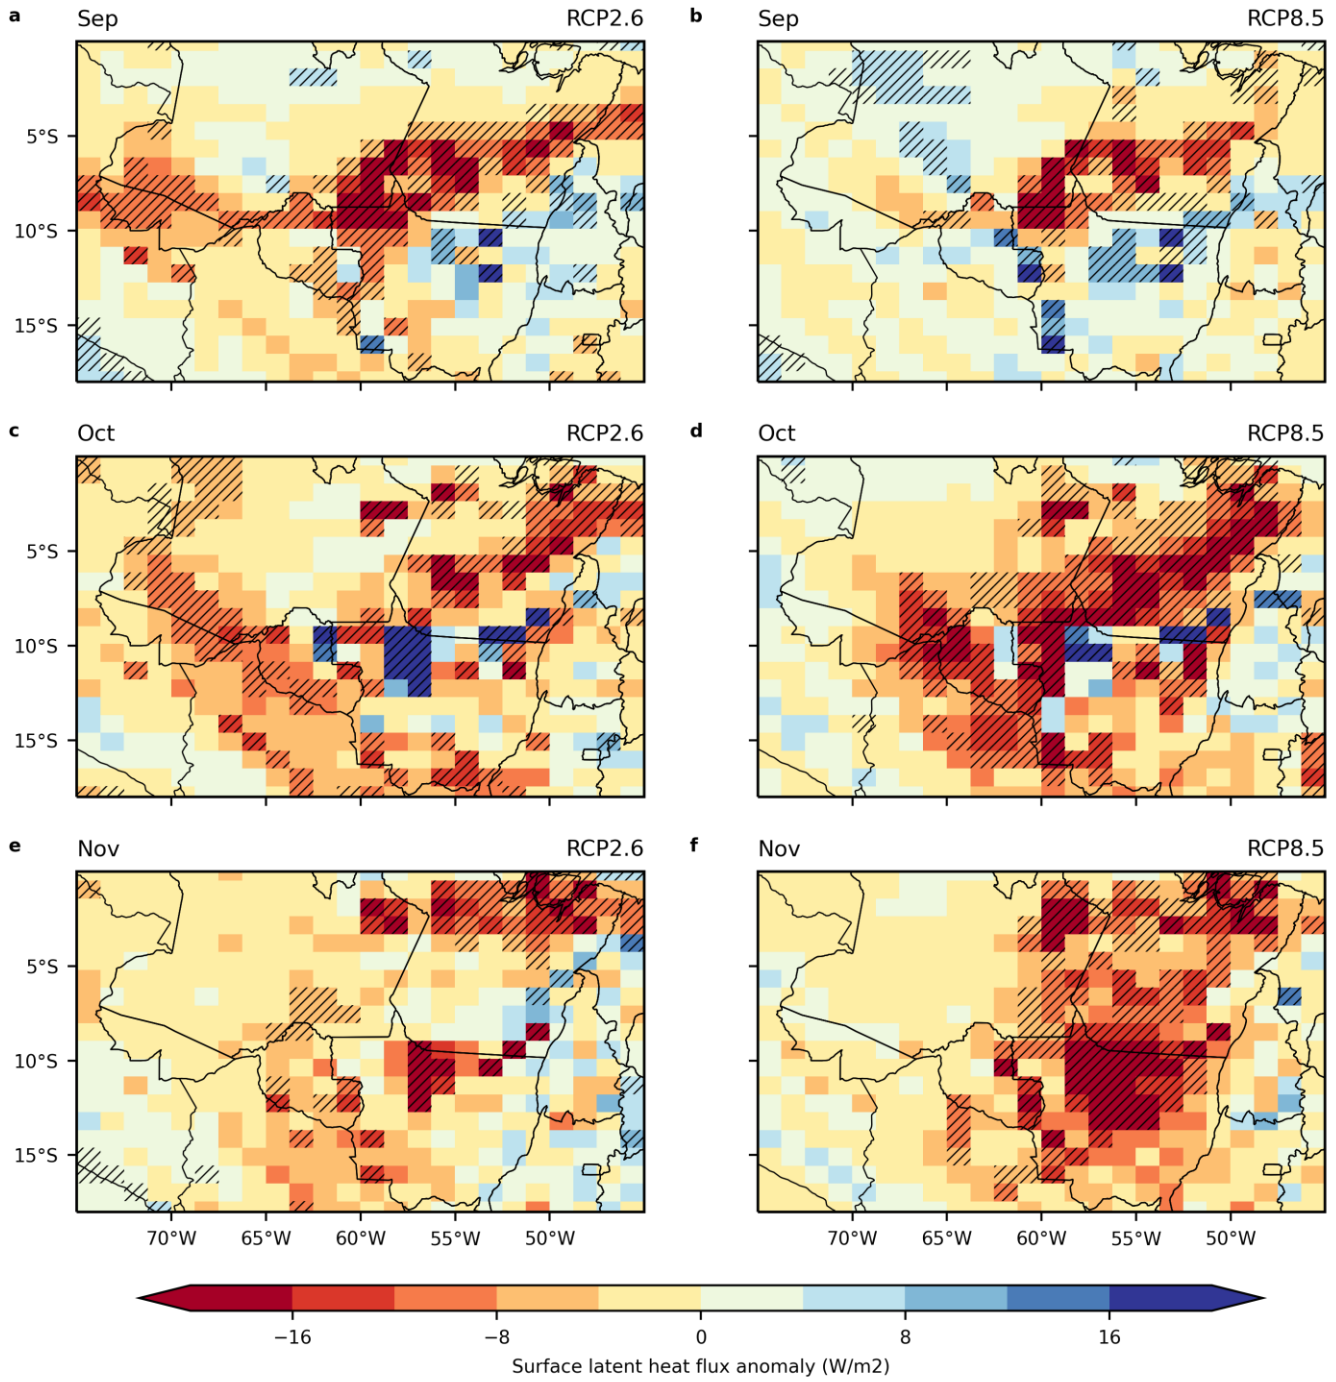 a Sep RCP2.6 b Sep RCP8.5
5°S
10°S
15°S
c Oct RCP2.6 d Oct RCP8.5
5°S
10°S
15°S
e Nov RCP2.6 f Nov RCP8.5
5°S
10°S
15°S
70°W 65°W 60°W 55°W 50°W 70°W 65°W 60°W 55°W 50°W
−16 −8 0 8 16
Surface latent heat flux anomaly (W/m2)